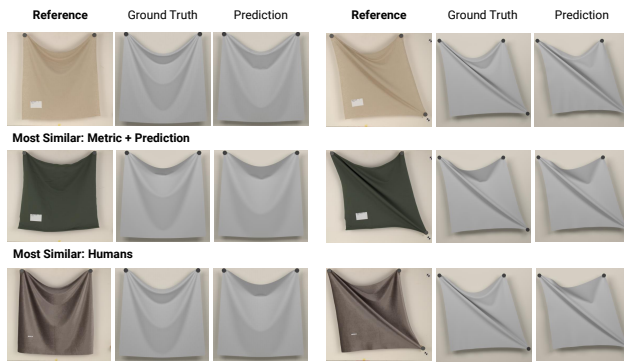 Reference Ground Truth Prediction Reference Ground Truth Prediction
Most Similar: Metric + Prediction
Most Similar: Humans